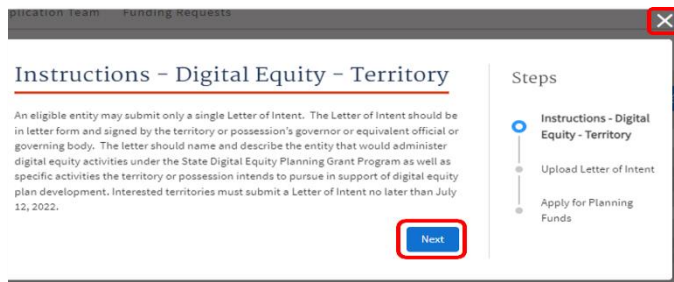 plication Team Funding Requests
Instructions - Digital Equity - Territory
An eligible entity may submit only a single Letter of Intent. The Letter of Intent should be
in letter form and signed by the territory or possession's governor or equivalent official or
governing body. The letter should name and describe the entity that would administer
digital equity activities under the State Digital Equity Planning Grant Program as well as
specific activities the territory or possession intends to pursue in support of digital equity
plan development. Interested territories must submit a Letter of Intent no later than July
12, 2022.
Next
Steps
Instructions - Digital
Equity - Territory
Upload Letter of Intent
Apply for Planning
Funds